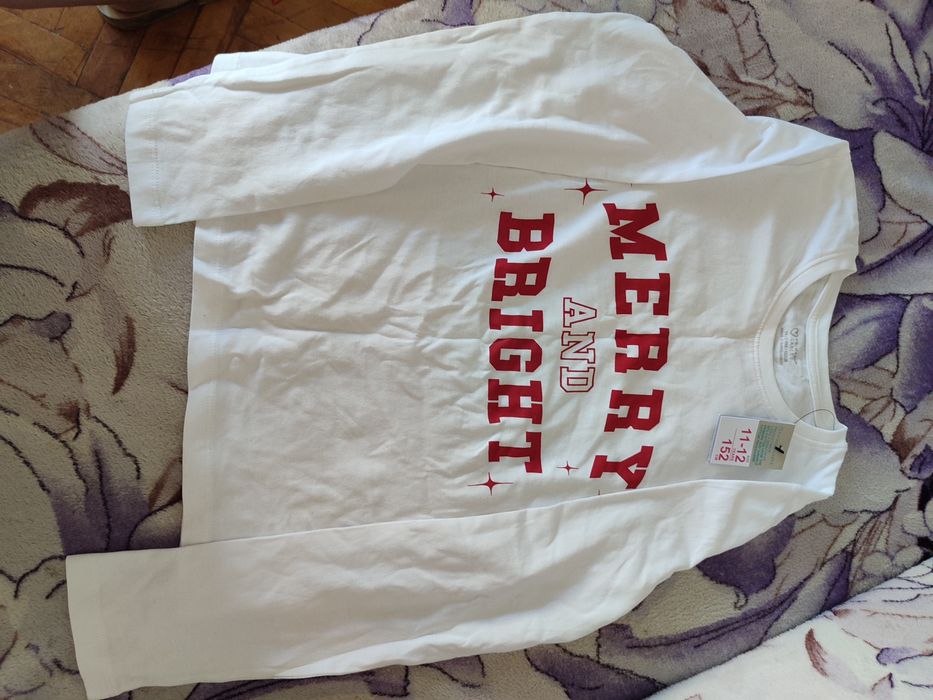 MERRY
AND
BRIGHT
11-12
152